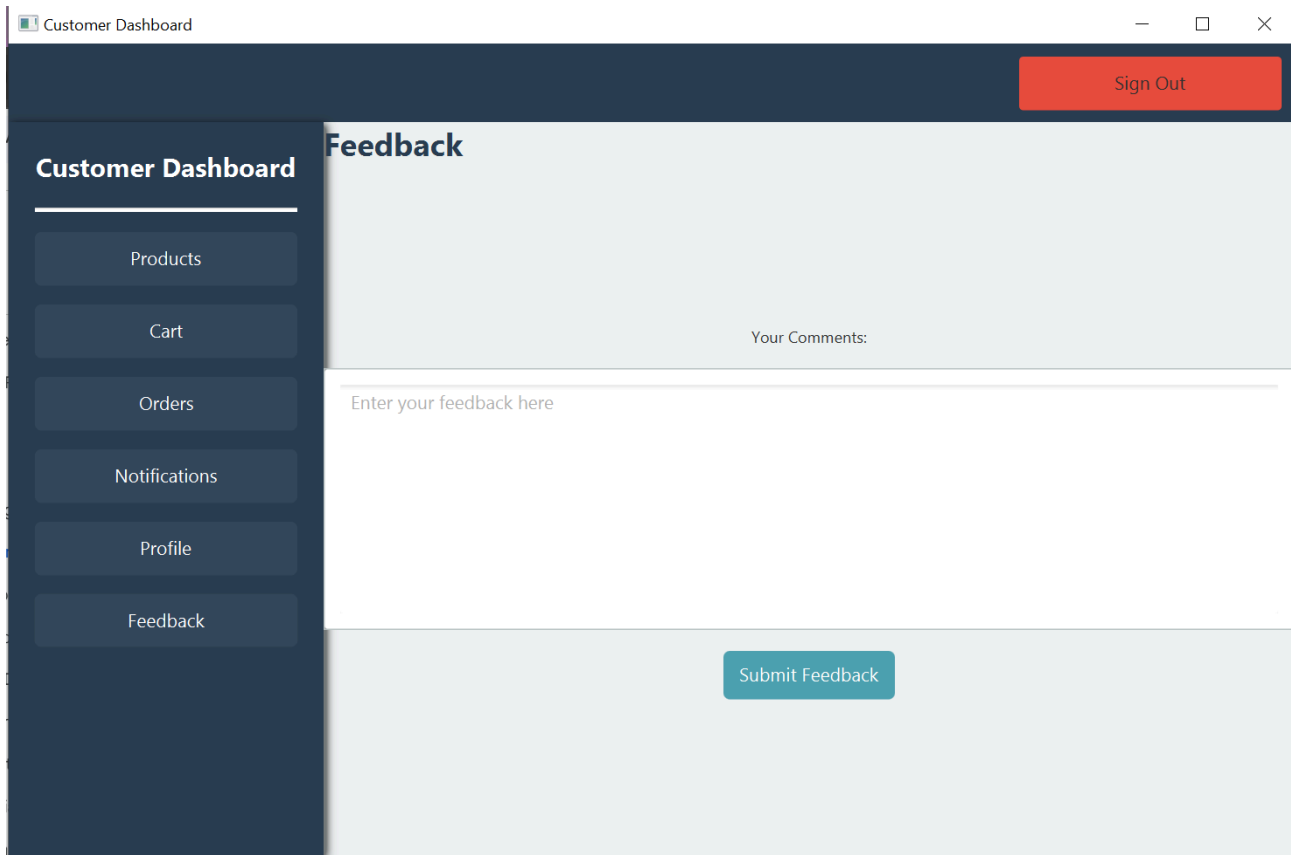 Customer Dashboard
Sign Out
Customer Dashboard
Products
Cart
Orders
Notifications
Profile
Feedback
Feedback
Your Comments:
Enter your feedback here
Submit Feedback